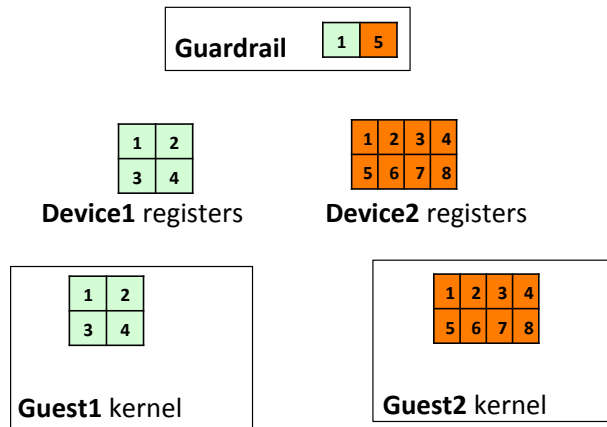 Guardrail 1 5
1 2 1 2 3 4
3 4 5 6 7 8
Device1 registers Device2 registers
1 2 1 2 3 4
3 4 5 6 7 8
Guest1 kernel Guest2 kernel